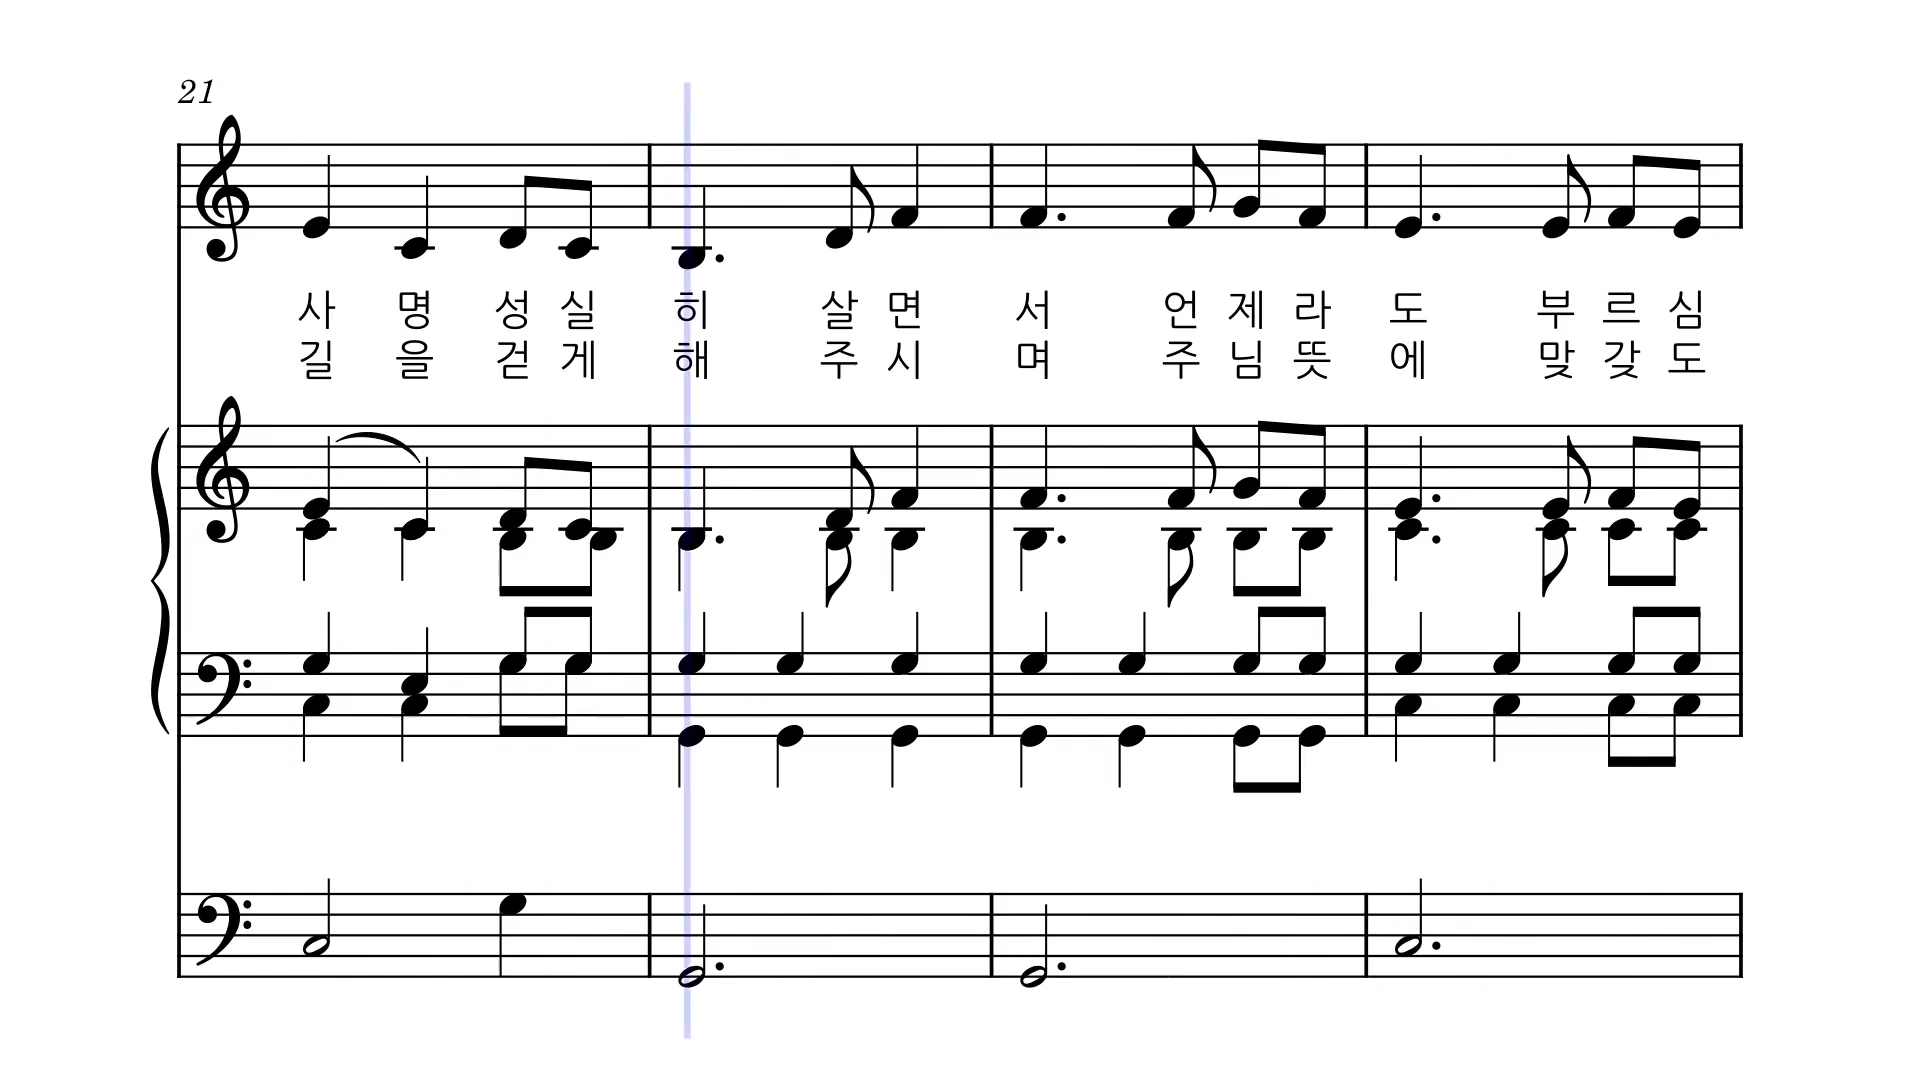 21
사 명 성 실 히 살 면 서 언 제 라 도 부 르 심
길 을 걷 게 해 주 시 며 주 님 뜻 에 맞 갖 도